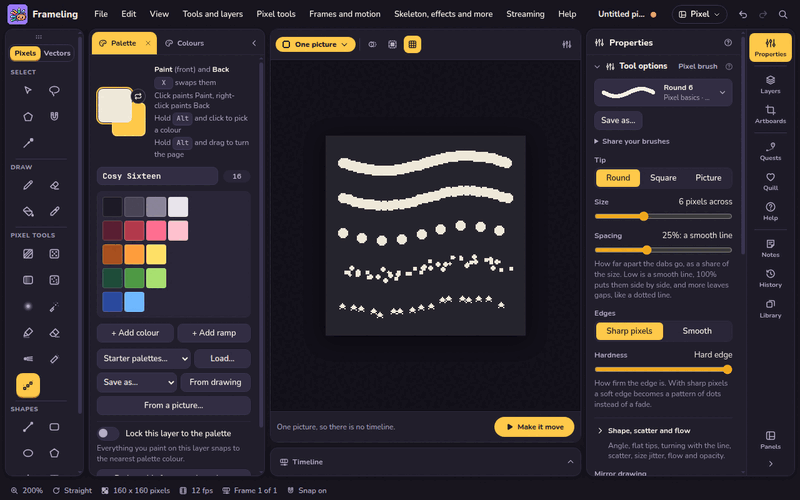 Frameling
File
Edit
View
Tools and layers
Pixel tools
Frames and motion
Skeleton, effects and more
Streaming
Help
Untitled pi...
Pixel
Pixels
Vectors
SELECT
DRAW
PIXEL TOOLS
SHAPES
Palette
Colours
Paint (front) and Back
X swaps them
Click paints Paint, right-
click paints Back
Hold Alt and click to pick
a colour
Hold Alt and drag to turn
the page
Cosy Sixteen
16
+ Add colour
+ Add ramp
Starter palettes...
Load...
Save as...
From drawing
From a picture...
Lock this layer to the palette
Everything you paint on this layer snaps to
the nearest palette colour.
One picture
One picture, so there is no timeline.
Make it move
Timeline
Properties
Tool options
Pixel brush
Round 6
Pixel basics · ...
Save as...
Share your brushes
Tip
Round
Square
Picture
Size
6 pixels across
Spacing
25%: a smooth line
How far apart the dabs go, as a share of
the size. Low is a smooth line, 100%
puts them side by side, and more leaves
gaps, like a dotted line.
Edges
Sharp pixels
Smooth
Hardness
Hard edge
How firm the edge is. With sharp pixels
a soft edge becomes a pattern of dots
instead of a fade.
Shape, scatter and flow
Angle, flat tips, turning with the line,
scatter, size jitter, flow and opacity.
Mirror drawing
Properties
Layers
Artboards
Quests
Quill
Help
Notes
History
Library
Panels
200%
Straight
160 x 160 pixels
12 fps
Frame 1 of 1
Snap on